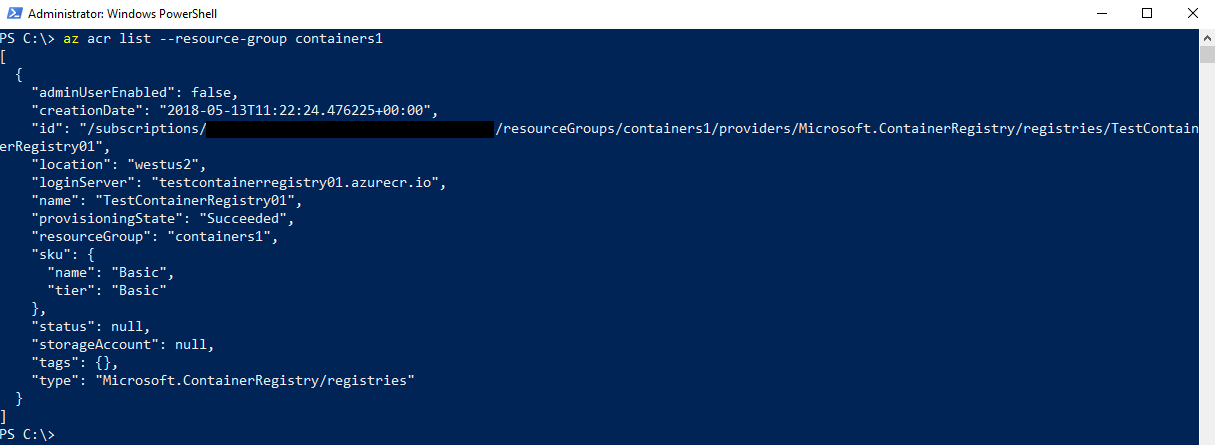 Administrator: Windows PowerShell
PS C:\> az acr list --resource-group containers1
[
  {
    "adminUserEnabled": false,
    "creationDate": "2018-05-13T11:22:24.476225+00:00",
    "id": "/subscriptions/ /resourceGroups/containers1/providers/Microsoft.ContainerRegistry/registries/TestContain
erRegistry01",
    "location": "westus2",
    "loginServer": "testcontainerregistry01.azurecr.io",
    "name": "TestContainerRegistry01",
    "provisioningState": "Succeeded",
    "resourceGroup": "containers1",
    "sku": {
      "name": "Basic",
      "tier": "Basic"
    },
    "status": null,
    "storageAccount": null,
    "tags": {},
    "type": "Microsoft.ContainerRegistry/registries"
  }
]
PS C:\>